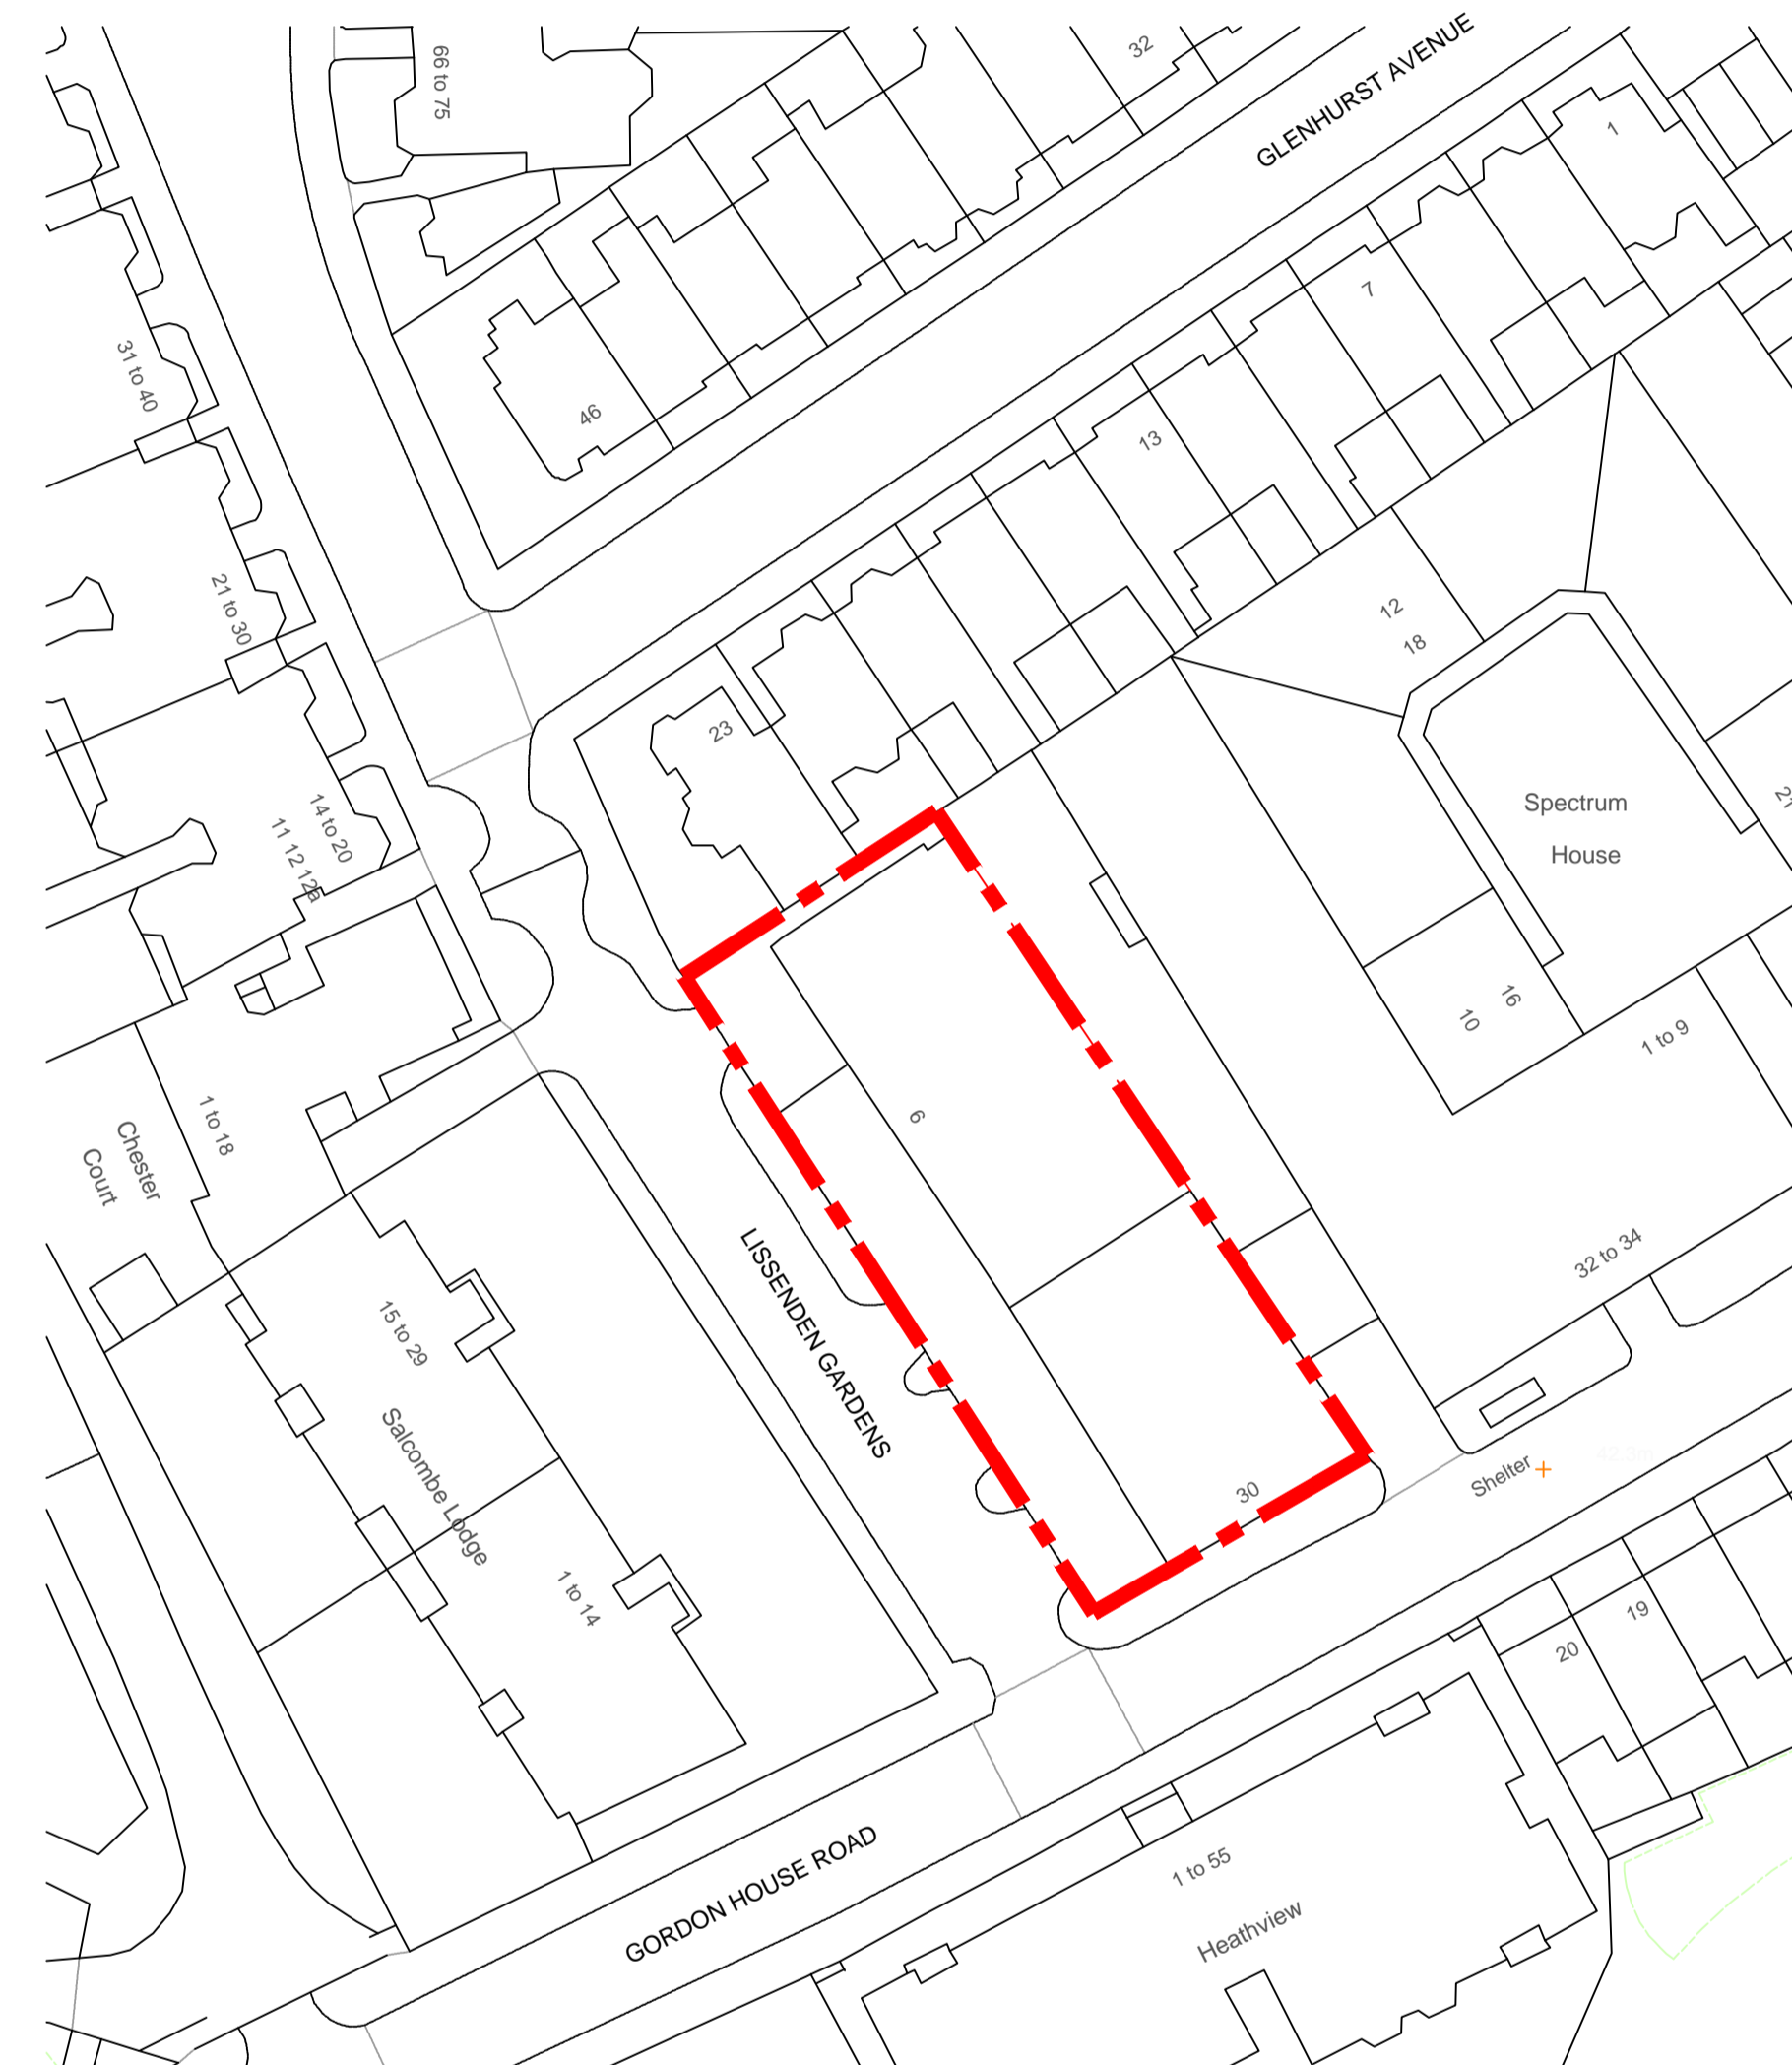 66 to 75
32
GLENHURST AVENUE
1
7
13
46
31 to 40
21 to 30
23
12
18
Spectrum
House
14 to 20
11 12 12a
10
16
1 to 9
6
1 to 18
Chester
Court
LISSENDEN GARDENS
32 to 34
15 to 29
Salcombe Lodge
1 to 14
30
Shelter
19
20
GORDON HOUSE ROAD
1 to 55
Heathview